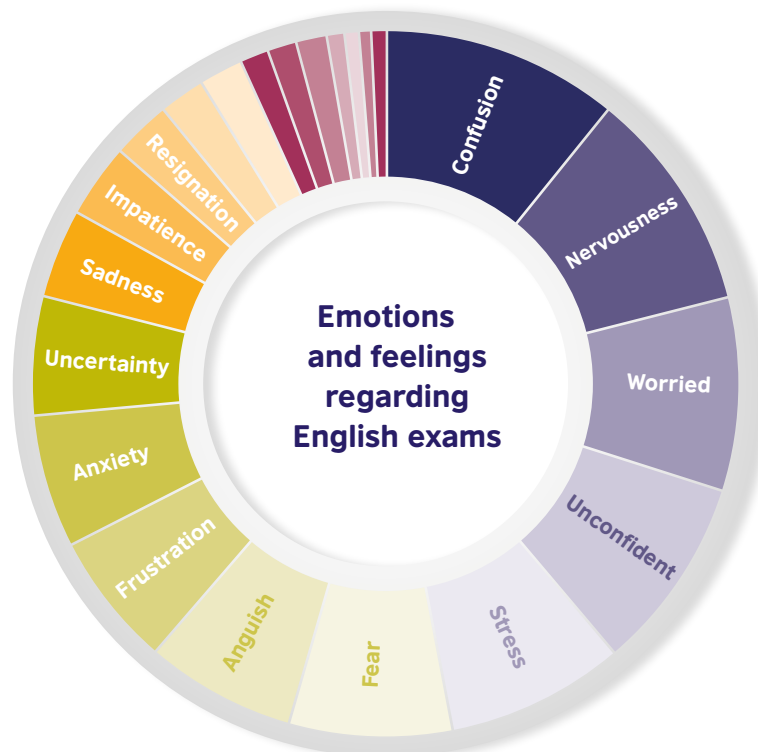 Emotions
and feelings
regarding
English exams
Confusion
Nervousness
Worried
Unconfident
Stress
Fear
Anguish
Frustration
Anxiety
Uncertainty
Sadness
Impatience
Resignation